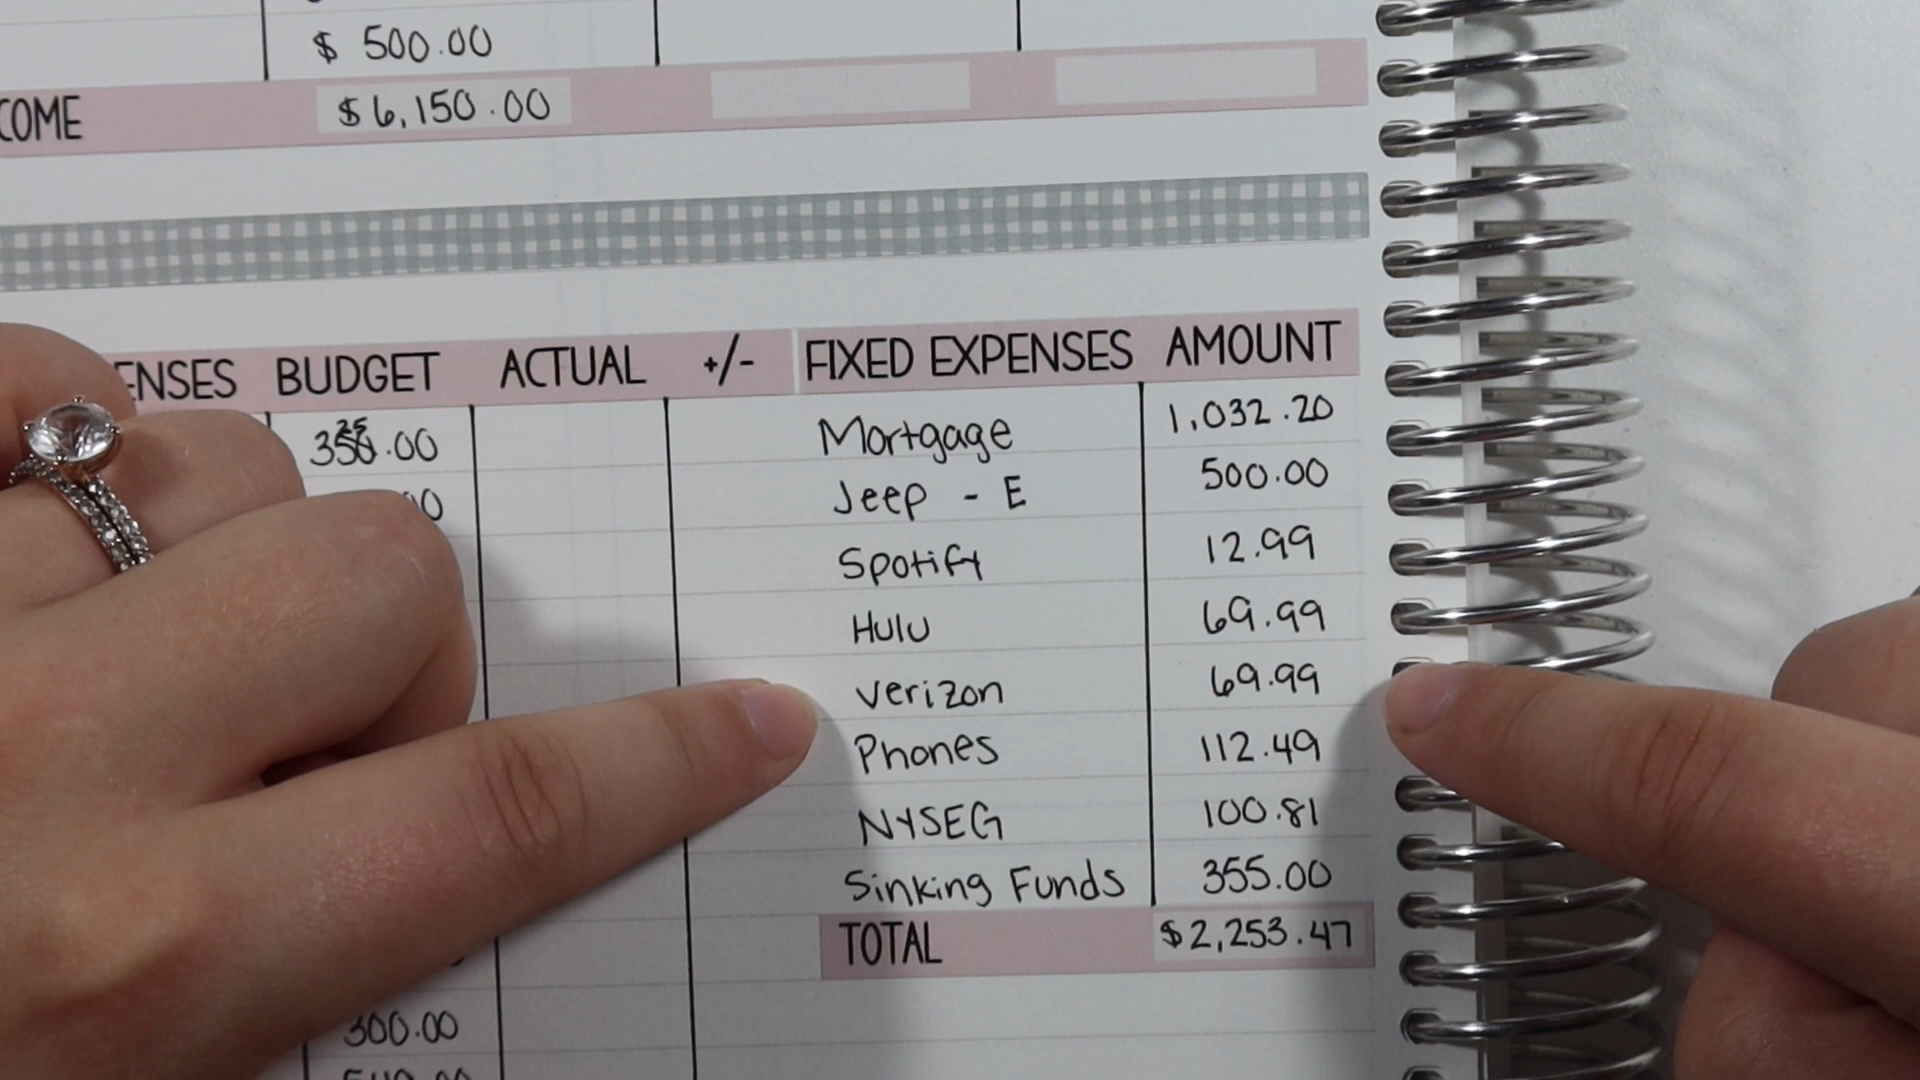 $ 500.00
COME $6,150.00
ENSES BUDGET ACTUAL +/- FIXED EXPENSES AMOUNT
.00 Mortgage 1,032.20
Jeep - E 500.00
Spotify 12.99
Hulu 69.99
Verizon 69.99
Phones 112.49
NYSEG 100.81
Sinking Funds 355.00
TOTAL $2,253.47
300.00